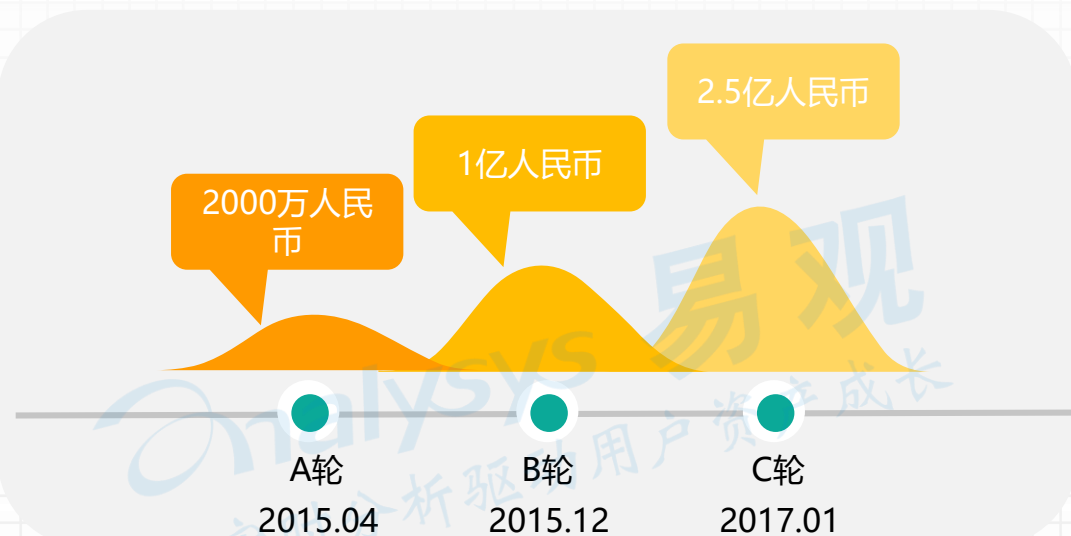 2.5亿人民币
1亿人民币
2000万人民
币
易观
nalysys
分析驱动用户资产成长
A轮
B轮
C轮
2015.04
2015.12
2017.01